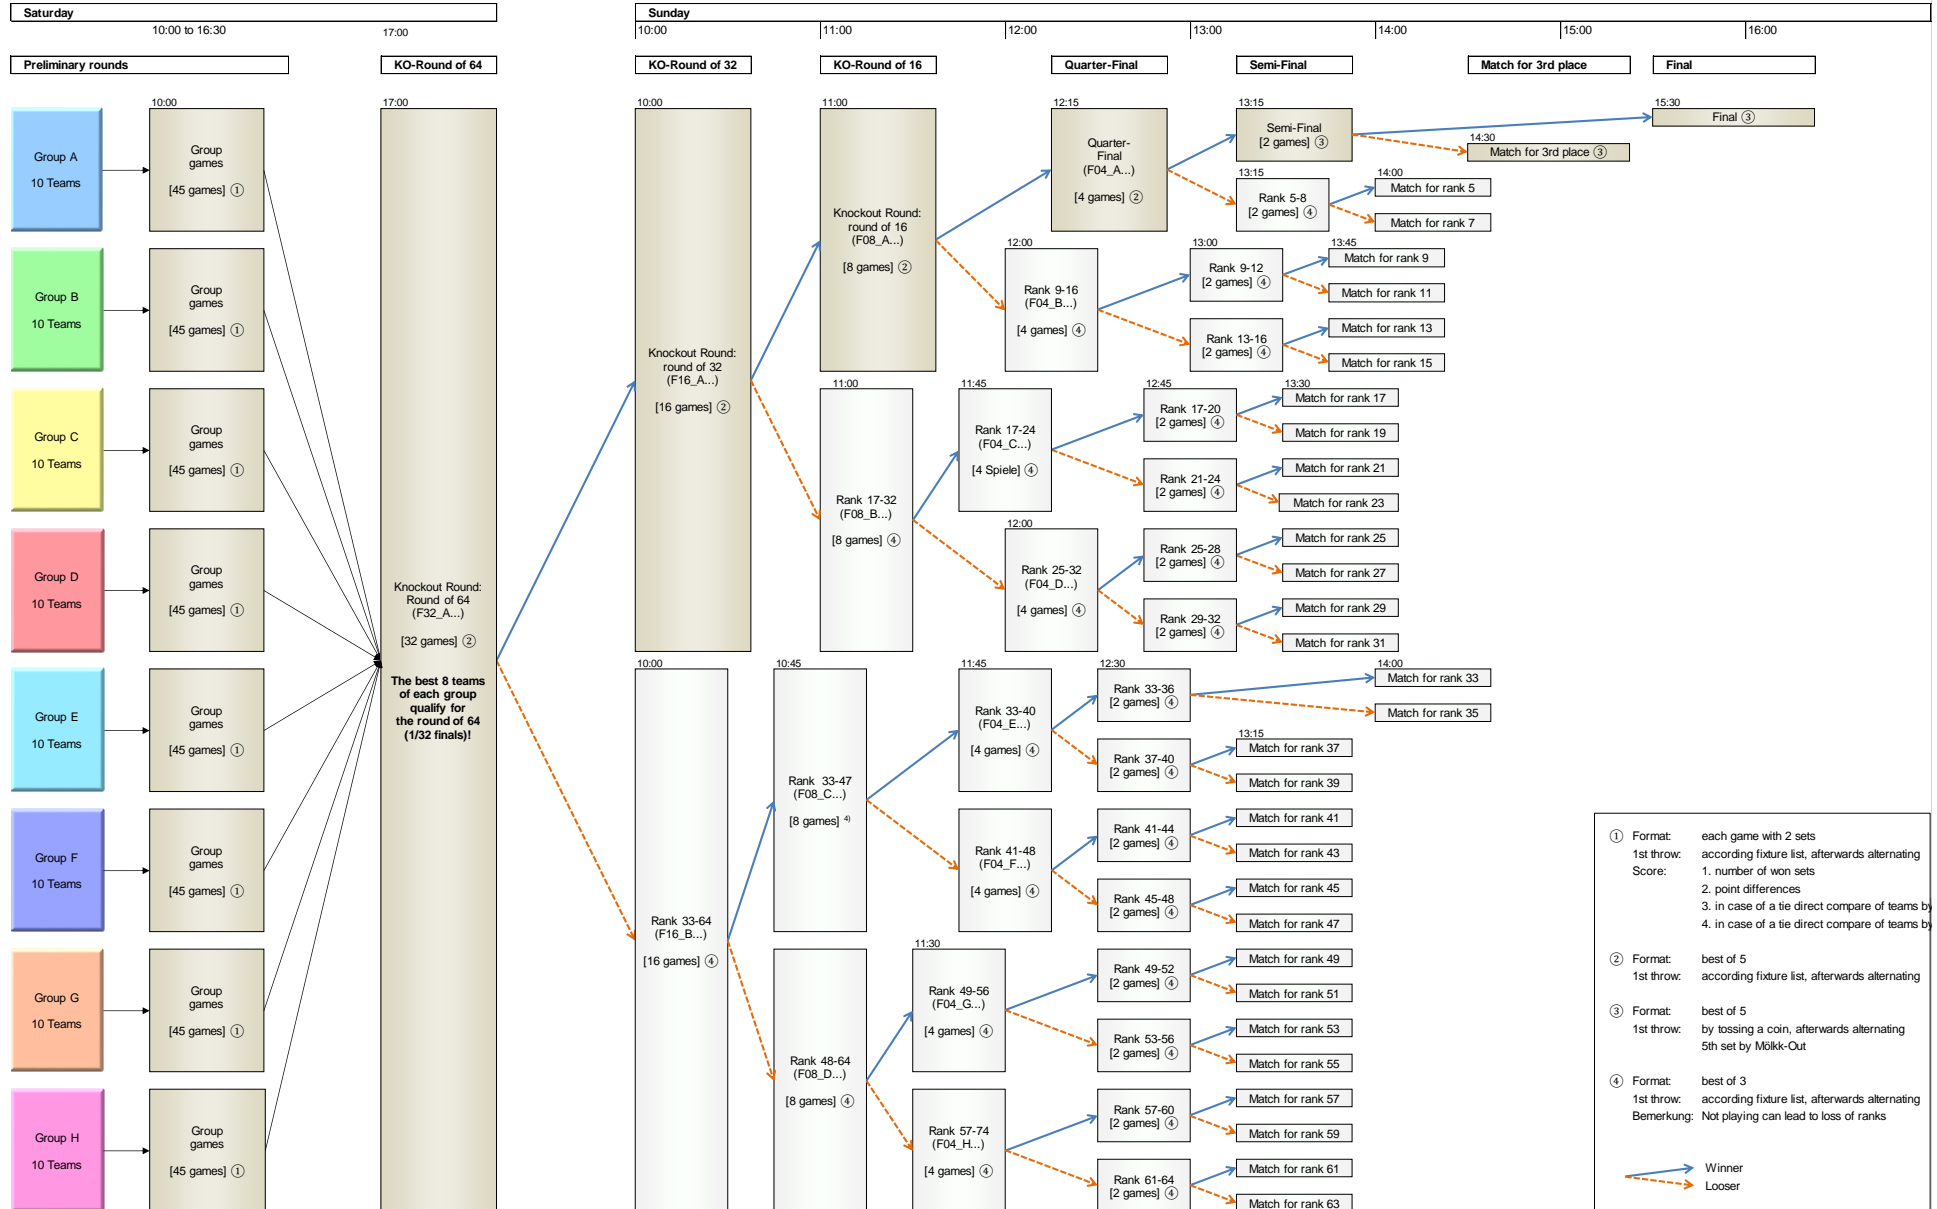 Saturday
Sunday
10:00 to 16:30
17:00
10:00
11:00
12:00
13:00
14:00
15:00
16:00
Preliminary rounds
KO-Round of 64
KO-Round of 32
KO-Round of 16
Quarter-Final
Semi-Final
Match for 3rd place
Final
Group A
10 Teams
Group B
10 Teams
Group C
10 Teams
Group D
10 Teams
Group E
10 Teams
Group F
10 Teams
Group G
10 Teams
Group H
10 Teams
10:00
Group
games
[45 games] ①
Group
games
[45 games] ①
Group
games
[45 games] ①
Group
games
[45 games] ①
Group
games
[45 games] ①
Group
games
[45 games] ①
Group
games
[45 games] ①
Group
games
[45 games] ①
17:00
Knockout Round:
Round of 64
(F32_A...)
[32 games] ②
The best 8 teams
of each group
qualify for
the round of 64
(1/32 finals)!
10:00
Knockout Round:
round of 32
(F16_A...)
[16 games] ②
10:00
Rank 33-64
(F16_B...)
[16 games] ④
11:00
Knockout Round:
round of 16
(F08_A...)
[8 games] ②
11:00
Rank 17-32
(F08_B...)
[8 games] ④
10:45
Rank 33-47
(F08_C...)
[8 games] 4)
Rank 48-64
(F08_D...)
[8 games] ④
12:15
Quarter-
Final
(F04_A...)
[4 games] ②
12:00
Rank 9-16
(F04_B...)
[4 games] ④
11:45
Rank 17-24
(F04_C...)
[4 Spiele] ④
12:00
Rank 25-32
(F04_D...)
[4 games] ④
11:45
Rank 33-40
(F04_E...)
[4 games] ④
Rank 41-48
(F04_F...)
[4 games] ④
11:30
Rank 49-56
(F04_G...)
[4 games] ④
Rank 57-74
(F04_H...)
[4 games] ④
13:15
Semi-Final
[2 games] ③
13:15
Rank 5-8
[2 games] ④
13:00
Rank 9-12
[2 games] ④
Rank 13-16
[2 games] ④
12:45
Rank 17-20
[2 games] ④
Rank 21-24
[2 games] ④
Rank 25-28
[2 games] ④
Rank 29-32
[2 games] ④
12:30
Rank 33-36
[2 games] ④
Rank 37-40
[2 games] ④
Rank 41-44
[2 games] ④
Rank 45-48
[2 games] ④
Rank 49-52
[2 games] ④
Rank 53-56
[2 games] ④
Rank 57-60
[2 games] ④
Rank 61-64
[2 games] ④
15:30
Final ③
14:30
Match for 3rd place ③
14:00
Match for rank 5
Match for rank 7
13:45
Match for rank 9
Match for rank 11
Match for rank 13
Match for rank 15
13:30
Match for rank 17
Match for rank 19
Match for rank 21
Match for rank 23
Match for rank 25
Match for rank 27
Match for rank 29
Match for rank 31
14:00
Match for rank 33
Match for rank 35
13:15
Match for rank 37
Match for rank 39
Match for rank 41
Match for rank 43
Match for rank 45
Match for rank 47
Match for rank 49
Match for rank 51
Match for rank 53
Match for rank 55
Match for rank 57
Match for rank 59
Match for rank 61
Match for rank 63
① Format: each game with 2 sets
1st throw: according fixture list, afterwards alternating
Score: 1. number of won sets
2. point differences
3. in case of a tie direct compare of teams by
4. in case of a tie direct compare of teams by
② Format: best of 5
1st throw: according fixture list, afterwards alternating
③ Format: best of 5
1st throw: by tossing a coin, afterwards alternating
5th set by Mölkk-Out
④ Format: best of 3
1st throw: according fixture list, afterwards alternating
Bemerkung: Not playing can lead to loss of ranks
Winner
Looser